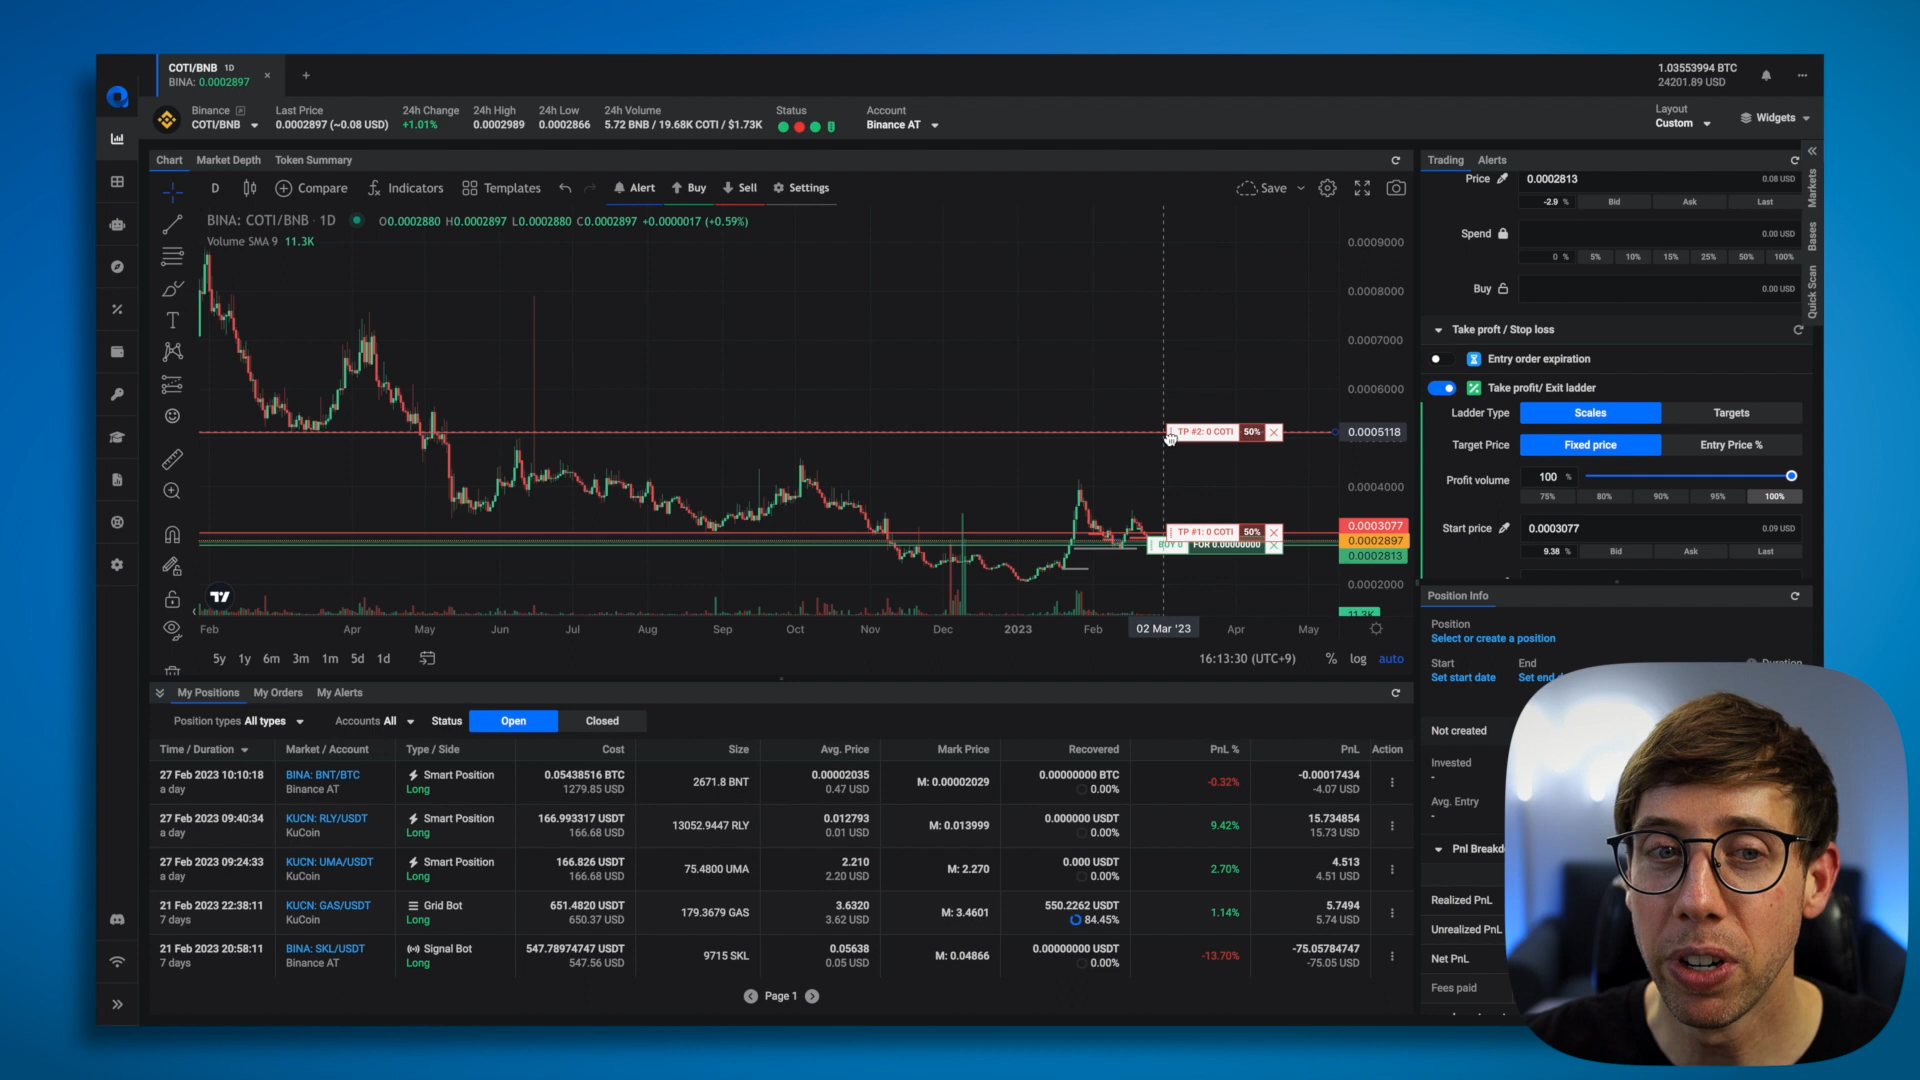 COTI/BNB 1D
BINA: 0.0002897
1.03553994 BTC
24201.89 USD
Binance
COTI/BNB
Last Price
0.0002897 (~0.08 USD)
24h Change
+1.01%
24h High
0.0002989
24h Low
0.0002866
24h Volume
5.72 BNB / 19.68K COTI / $1.73K
Status
Account
Binance AT
Layout
Custom
Widgets
Chart Market Depth Token Summary
D Compare Indicators Templates Alert Buy Sell Settings Save
BINA: COTI/BNB · 1D O0.0002880 H0.0002897 L0.0002880 C0.0002897 +0.0000017 (+0.59%)
Volume SMA 9 11.3K
0.0009000
0.0008000
0.0007000
0.0006000
TP #2: 0 COTI 50% 0.0005118
0.0004000
TP #1: 0 COTI 50% 0.0003077
0.0002897
BUY 0 FOR 0.00000000 0.0002813
0.0002000
11.3K
Feb Apr May Jun Jul Aug Sep Oct Nov Dec 2023 Feb 02 Mar '23 Apr May
5y 1y 6m 3m 1m 5d 1d 16:13:30 (UTC+9) % log auto
Trading Alerts
Price 0.0002813 0.08 USD
-2.9 % Bid Ask Last
Spend 0.00 USD
0 % 5% 10% 15% 25% 50% 100%
Buy 0.00 USD
Take proft / Stop loss
Entry order expiration
Take profit/ Exit ladder
Ladder Type Scales Targets
Target Price Fixed price Entry Price %
Profit volume 100 %
75% 80% 90% 95% 100%
Start price 0.0003077 0.09 USD
9.38 % Bid Ask Last
Markets
Bases
Quick Scan
Position Info
Position
Select or create a position
Start End Duration
Set start date Set end
Not created
Invested
-
Avg. Entry
-
Pnl Breakd
Realized PnL
Unrealized PnL
Net PnL
Fees paid
My Positions My Orders My Alerts
Position types All types Accounts All Status Open Closed
Time / Duration Market / Account Type / Side Cost Size Avg. Price Mark Price Recovered PnL % PnL Action
27 Feb 2023 10:10:18 BINA: BNT/BTC Smart Position 0.05438516 BTC 2671.8 BNT 0.00002035 M: 0.00002029 0.00000000 BTC -0.32% -0.00017434
a day Binance AT Long 1279.85 USD 0.47 USD 0.00% -4.07 USD
27 Feb 2023 09:40:34 KUCN: RLY/USDT Smart Position 166.993317 USDT 13052.9447 RLY 0.012793 M: 0.013999 0.000000 USDT 9.42% 15.734854
a day KuCoin Long 166.68 USD 0.01 USD 0.00% 15.73 USD
27 Feb 2023 09:24:33 KUCN: UMA/USDT Smart Position 166.826 USDT 75.4800 UMA 2.210 M: 2.270 0.000 USDT 2.70% 4.513
a day KuCoin Long 166.68 USD 2.20 USD 0.00% 4.51 USD
21 Feb 2023 22:38:11 KUCN: GAS/USDT Grid Bot 651.4820 USDT 179.3679 GAS 3.6320 M: 3.4601 550.2262 USDT 1.14% 5.7494
7 days KuCoin Long 650.37 USD 3.62 USD 84.45% 5.74 USD
21 Feb 2023 20:58:11 BINA: SKL/USDT Signal Bot 547.78974747 USDT 9715 SKL 0.05638 M: 0.04866 0.00000000 USDT -13.70% -75.05784747
7 days Binance AT Long 547.56 USD 0.05 USD 0.00% -75.05 USD
Page 1